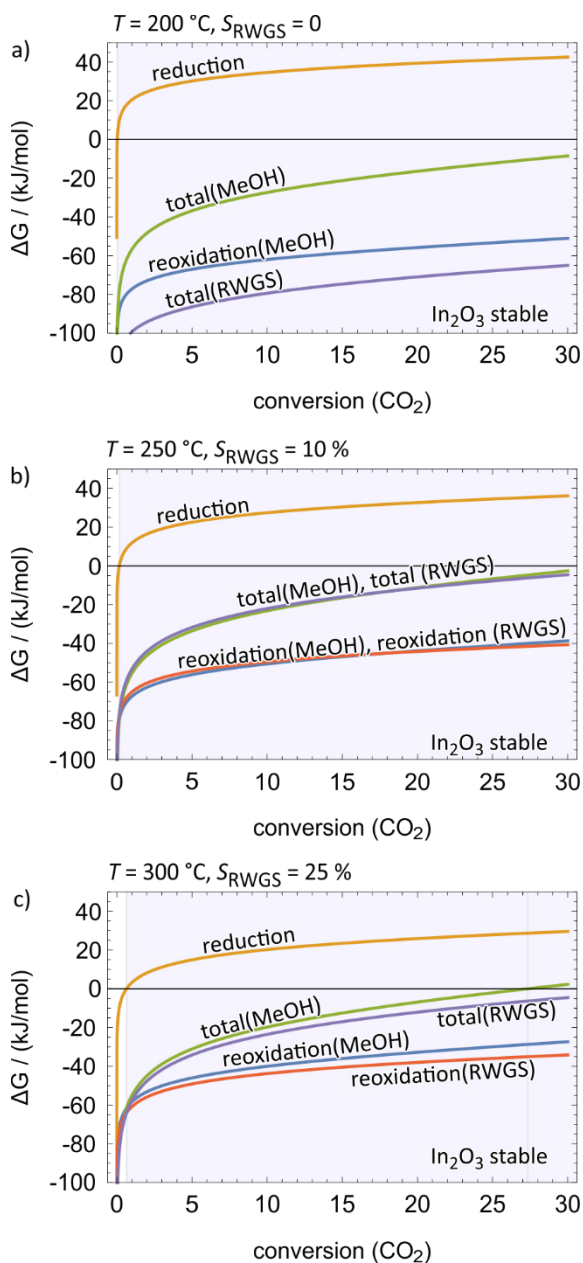 T = 200 °C, S_RWGS = 0
a)
40
20
0
-20
-40
-60
-80
-100
ΔG / (kJ/mol)
reduction
total(MeOH)
reoxidation(MeOH)
total(RWGS)
In₂O₃ stable
0 5 10 15 20 25 30
conversion (CO₂)
T = 250 °C, S_RWGS = 10 %
b)
40
20
0
-20
-40
-60
-80
-100
ΔG / (kJ/mol)
reduction
total(MeOH), total (RWGS)
reoxidation(MeOH), reoxidation (RWGS)
In₂O₃ stable
0 5 10 15 20 25 30
conversion (CO₂)
T = 300 °C, S_RWGS = 25 %
c)
40
20
0
-20
-40
-60
-80
-100
ΔG / (kJ/mol)
reduction
total(MeOH)
total(RWGS)
reoxidation(MeOH)
reoxidation(RWGS)
In₂O₃ stable
0 5 10 15 20 25 30
conversion (CO₂)